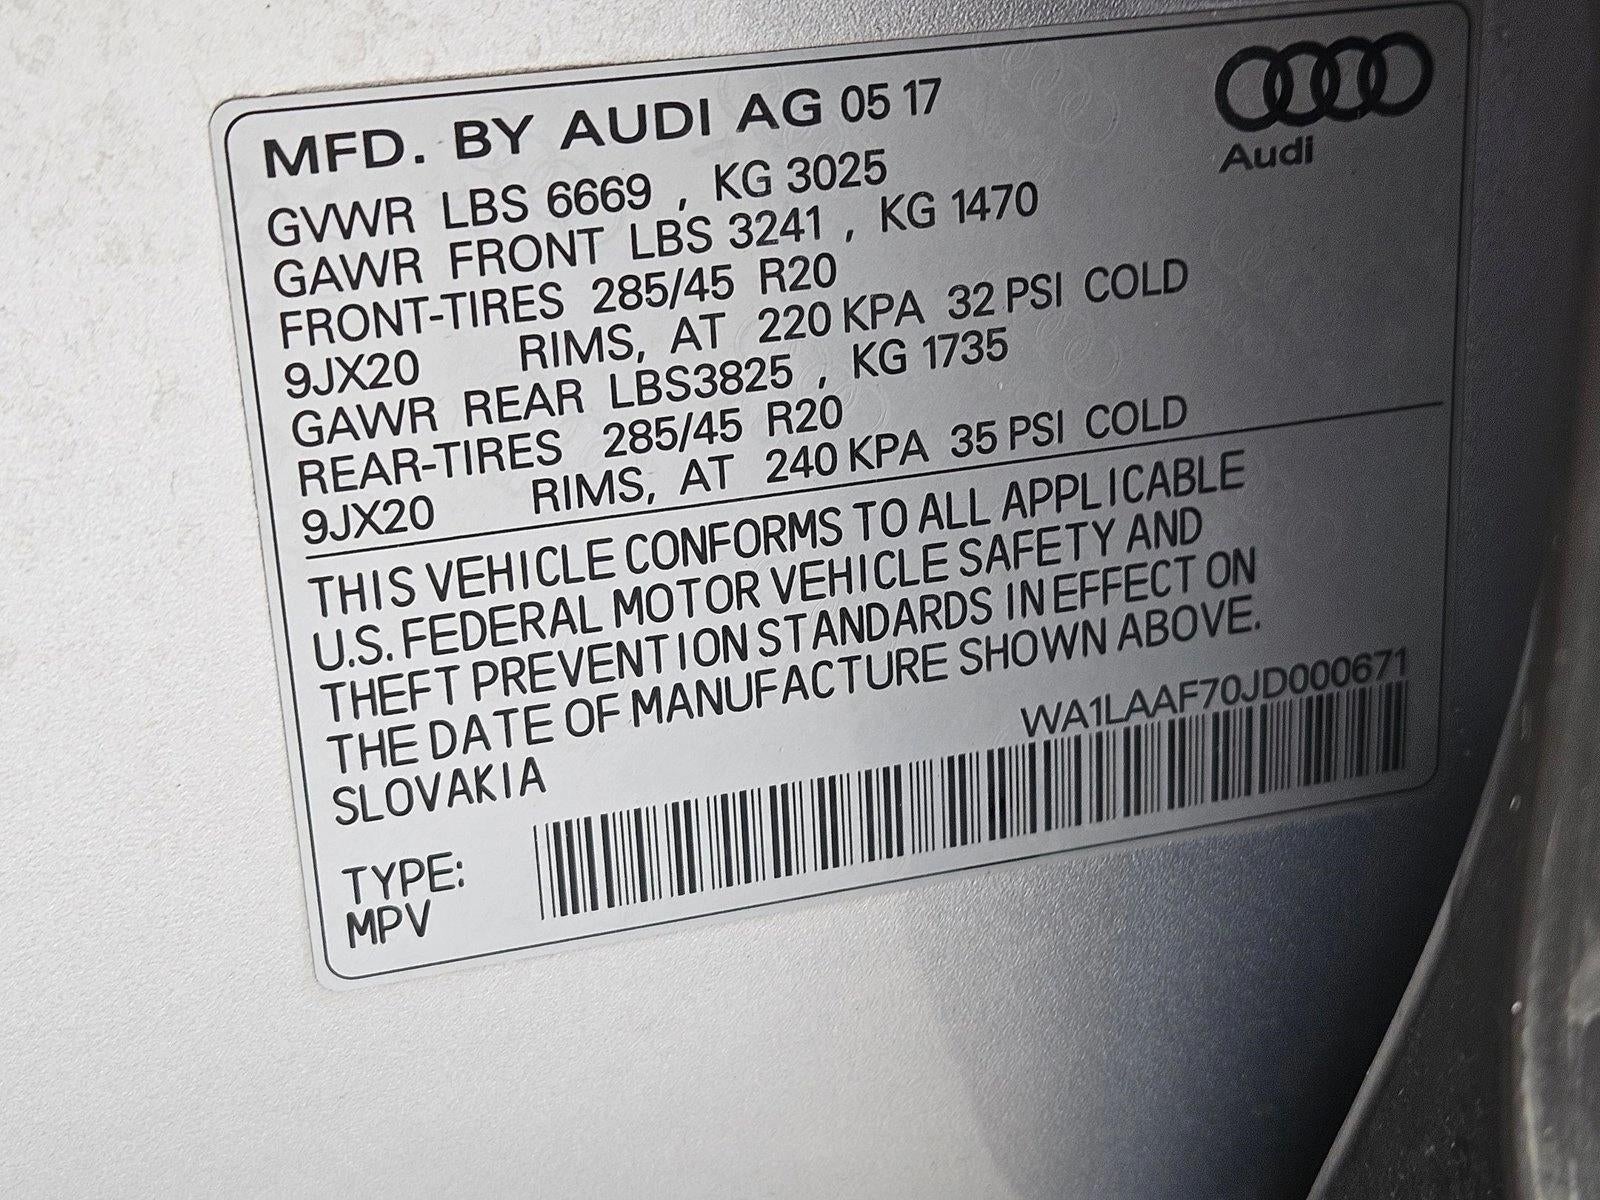 MFD. BY AUDI AG 05 17
Audi
GVWR LBS 6669 , KG 3025
GAWR FRONT LBS 3241 , KG 1470
FRONT-TIRES 285/45 R20
9JX20 RIMS, AT 220 KPA 32 PSI COLD
GAWR REAR LBS3825 , KG 1735
REAR-TIRES 285/45 R20
9JX20 RIMS, AT 240 KPA 35 PSI COLD
THIS VEHICLE CONFORMS TO ALL APPLICABLE
U.S. FEDERAL MOTOR VEHICLE SAFETY AND
THEFT PREVENTION STANDARDS IN EFFECT ON
THE DATE OF MANUFACTURE SHOWN ABOVE.
SLOVAKIA
WA1LAAF70JD000671
TYPE:
MPV